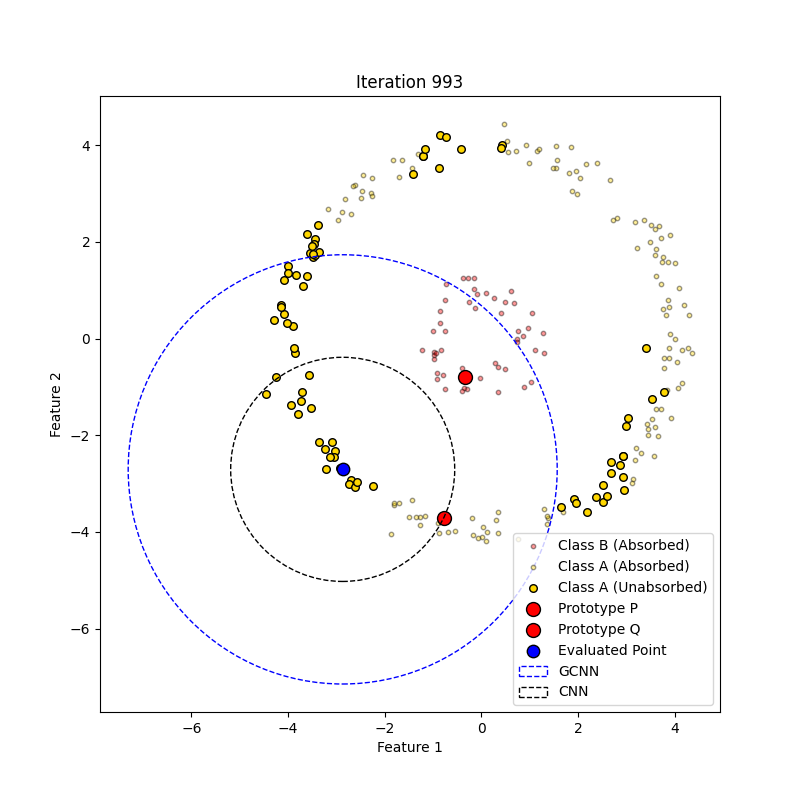 Iteration 993
Feature 2
4
2
0
−2
−4
−6
−6
−4
−2
0
2
4
Feature 1
Class B (Absorbed)
Class A (Absorbed)
Class A (Unabsorbed)
Prototype P
Prototype Q
Evaluated Point
GCNN
CNN